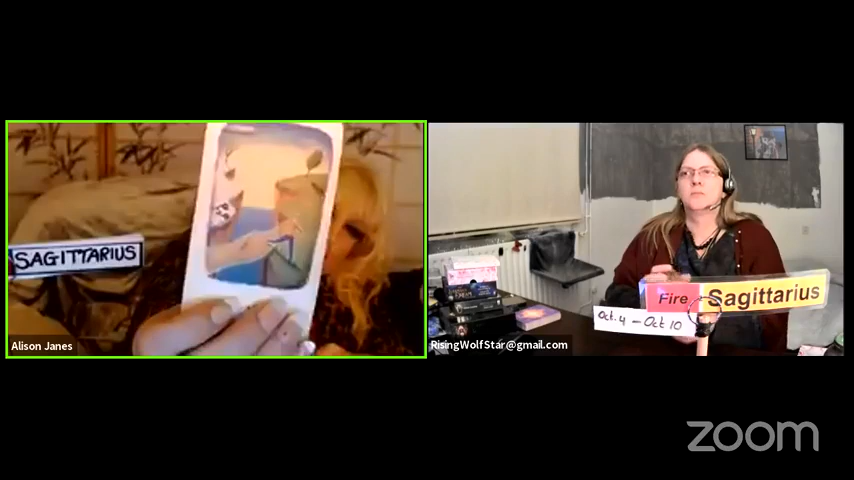 SAGITTARIUS
Alison Janes
Fire Sagittarius
Oct. 4 - Oct 10
RisingWolfStar@gmail.com
zoom